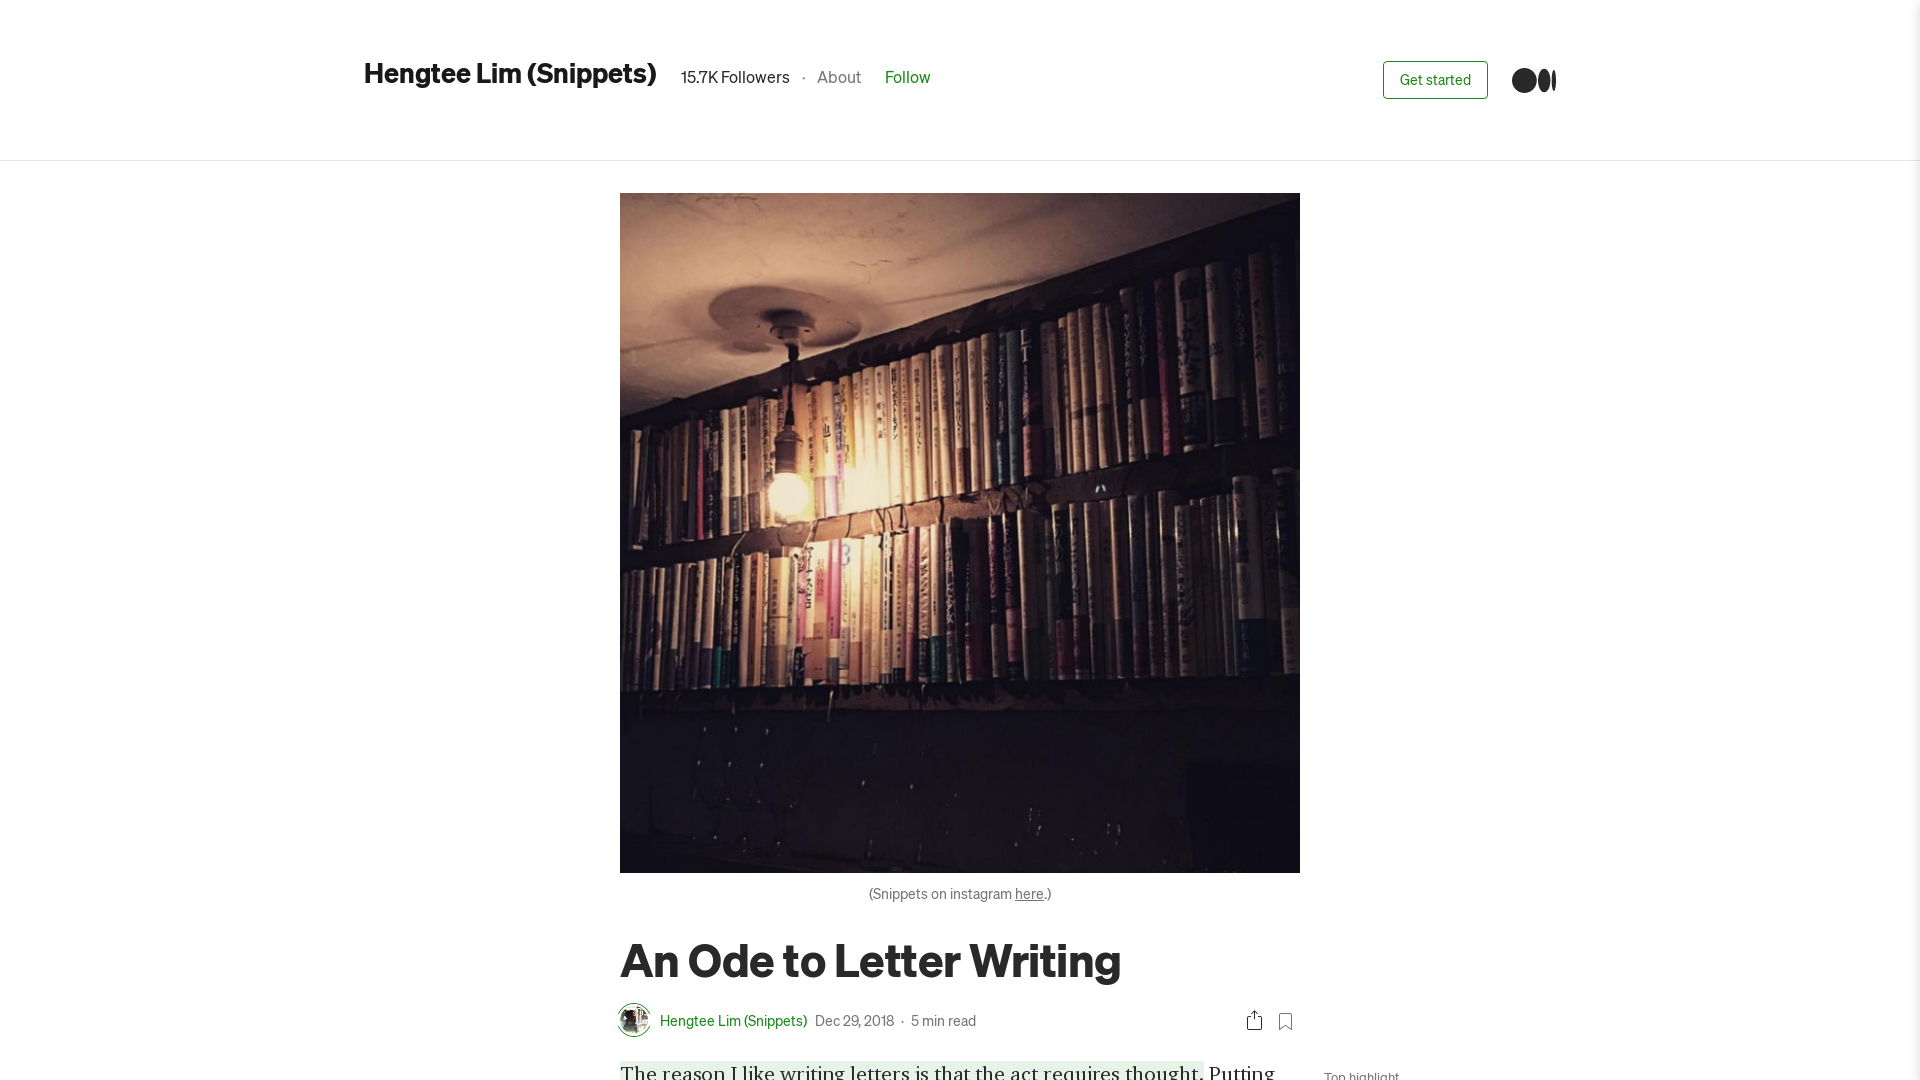 Hengtee Lim (Snippets)
15.7K Followers · About Follow
Get started
(Snippets on instagram here.)
An Ode to Letter Writing
Hengtee Lim (Snippets) Dec 29, 2018 · 5 min read
The reason I like writing letters is that the act requires thought. Putting
Top highlight